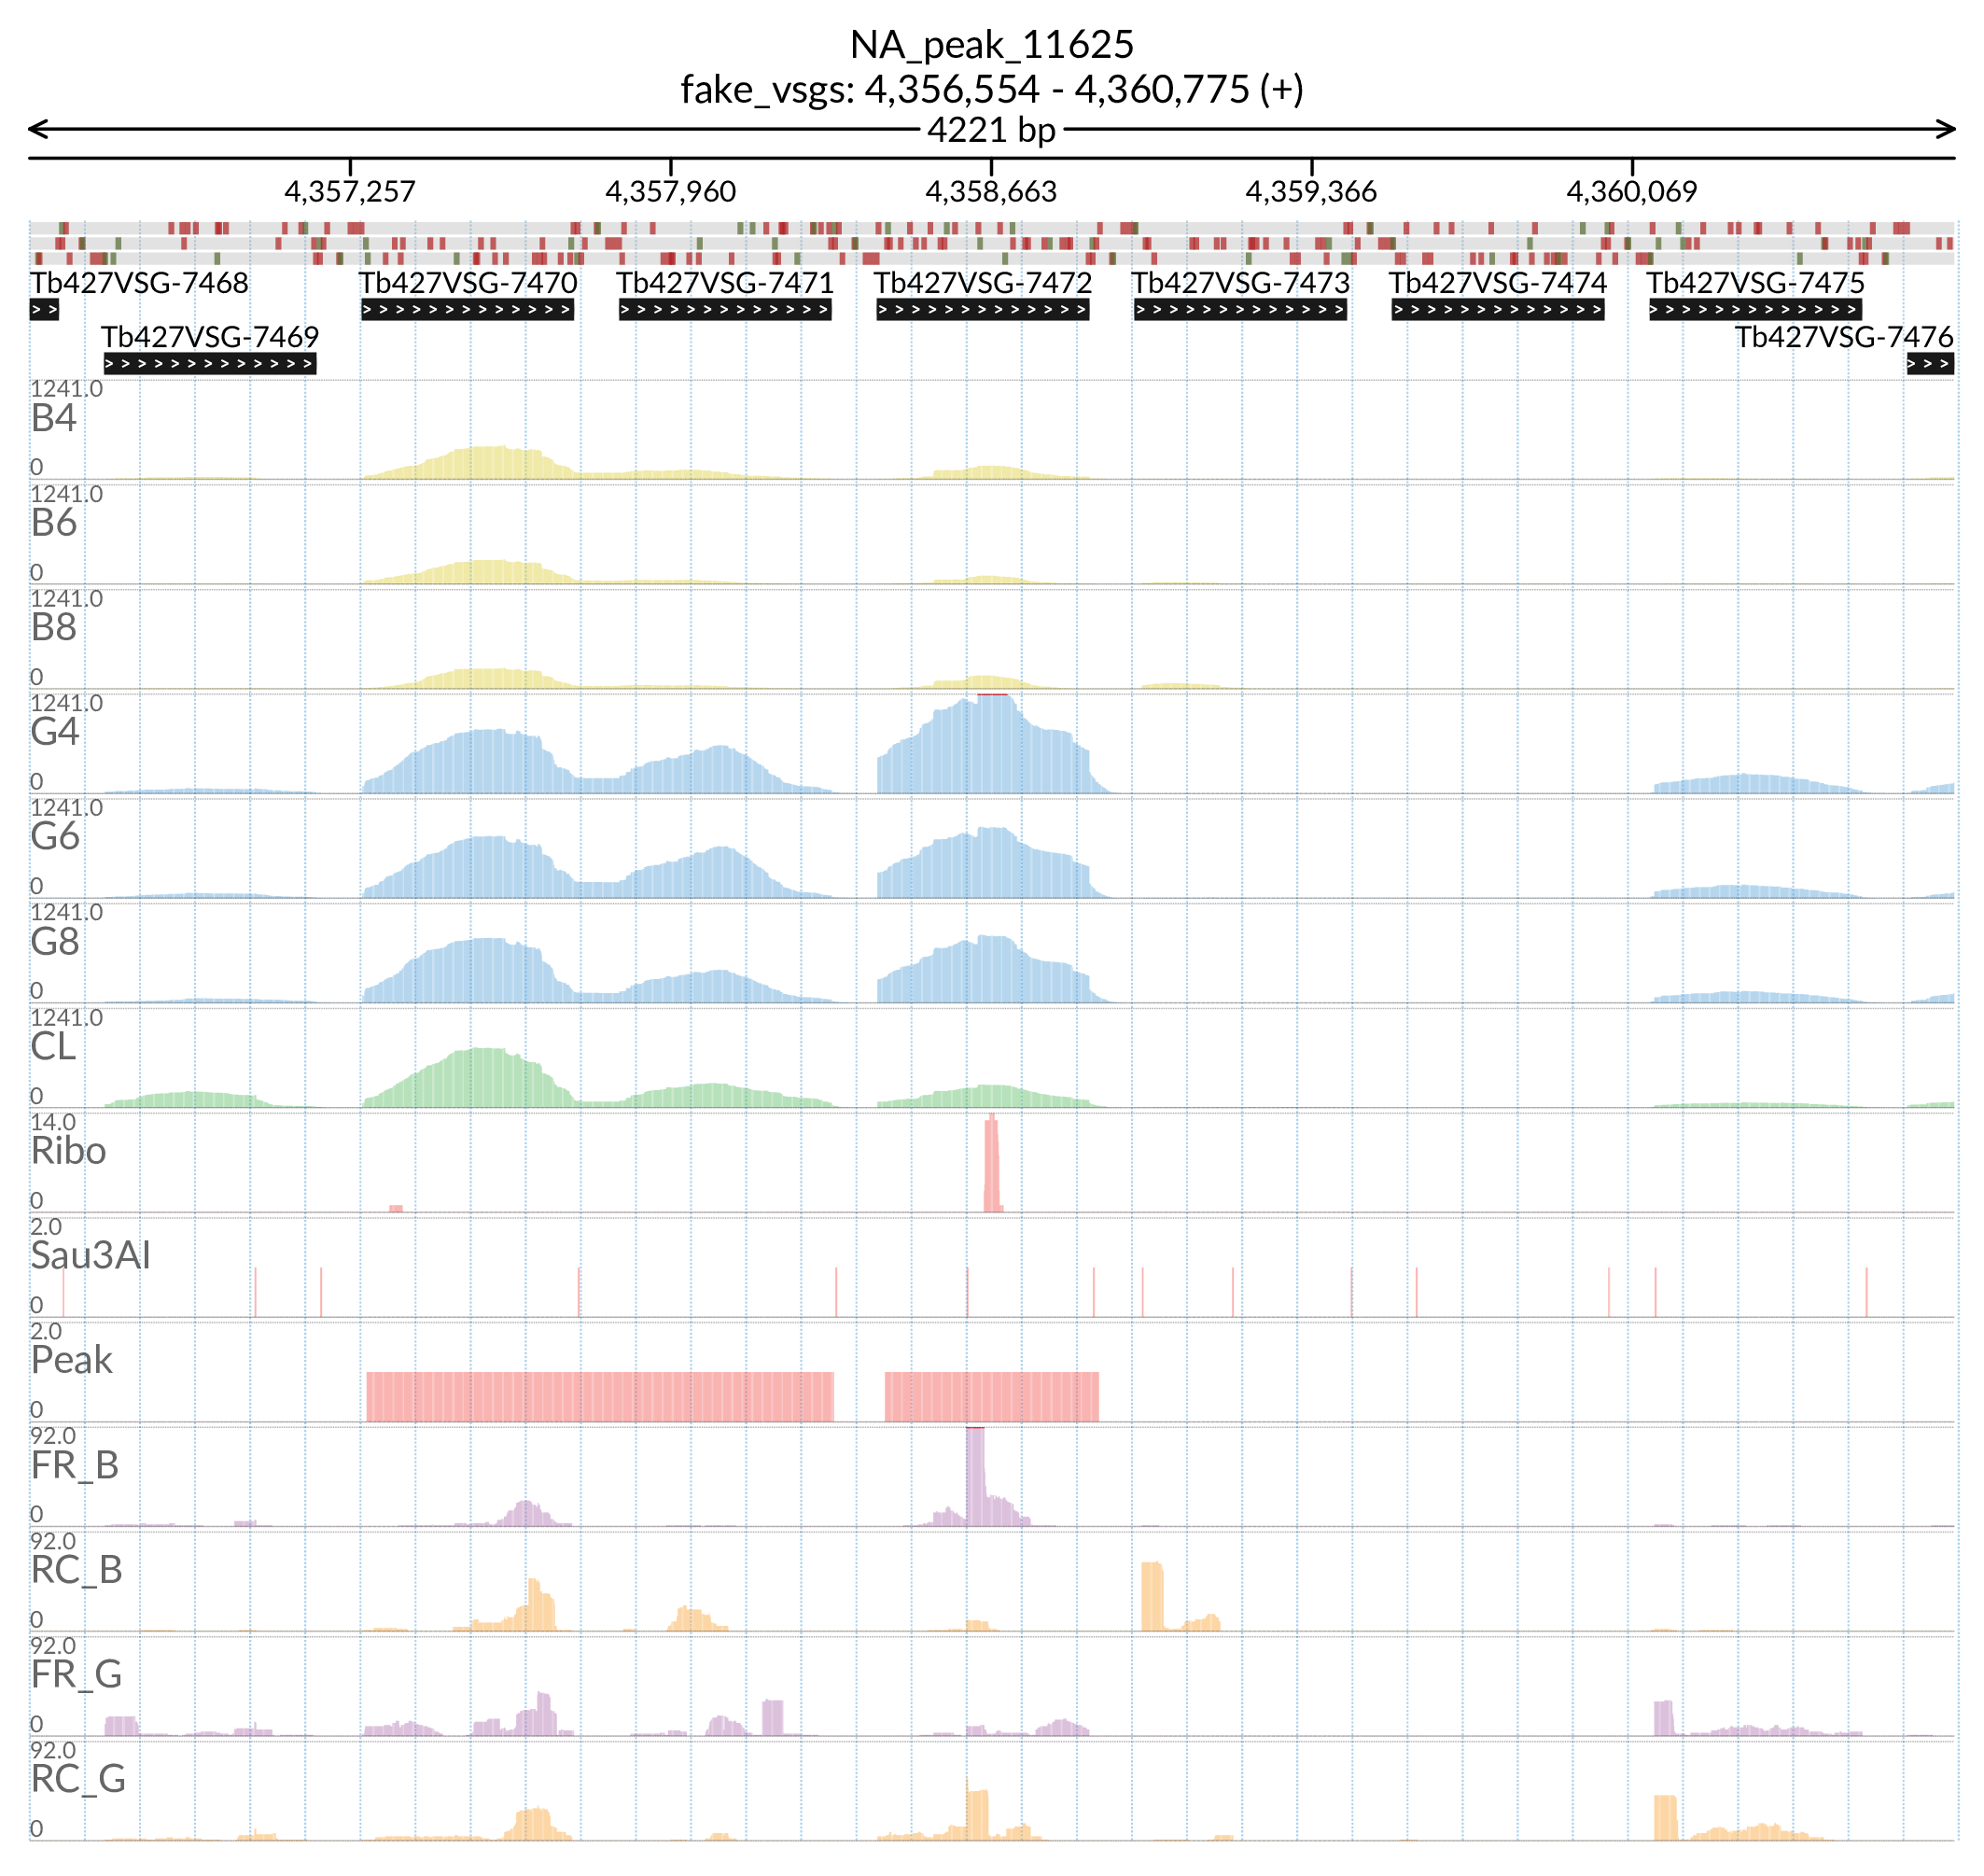 NA_peak_11625
fake_vsgs: 4,356,554 - 4,360,775 (+)
4221 bp
4,357,257 4,357,960 4,358,663 4,359,366 4,360,069
Tb427VSG-7468 Tb427VSG-7470 Tb427VSG-7471 Tb427VSG-7472 Tb427VSG-7473 Tb427VSG-7474 Tb427VSG-7475
Tb427VSG-7469 Tb427VSG-7476
1241.0
B4
0
1241.0
B6
0
1241.0
B8
0
1241.0
G4
0
1241.0
G6
0
1241.0
G8
0
1241.0
CL
0
14.0
Ribo
0
2.0
Sau3AI
0
2.0
Peak
0
92.0
FR_B
0
92.0
RC_B
0
92.0
FR_G
0
92.0
RC_G
0